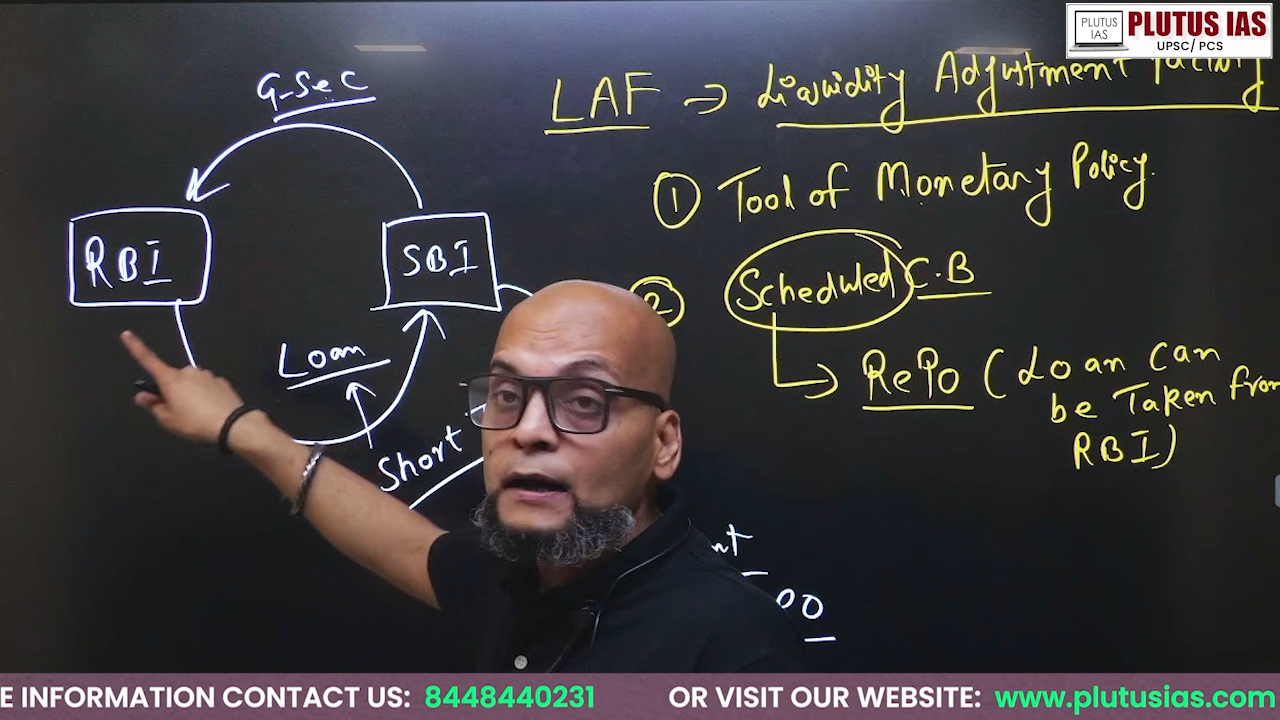 PLUTUS
IAS
PLUTUS IAS
UPSC/ PCS
G-Sec
LAF → Liquidity Adjustment
① Tool of Monetary Policy.
RBI
SBI
② Scheduled C.B
Loan
RePo ( Loan can
be Taken from
RBI)
Short
00
E INFORMATION CONTACT US: 8448440231 OR VISIT OUR WEBSITE: www.plutusias.com